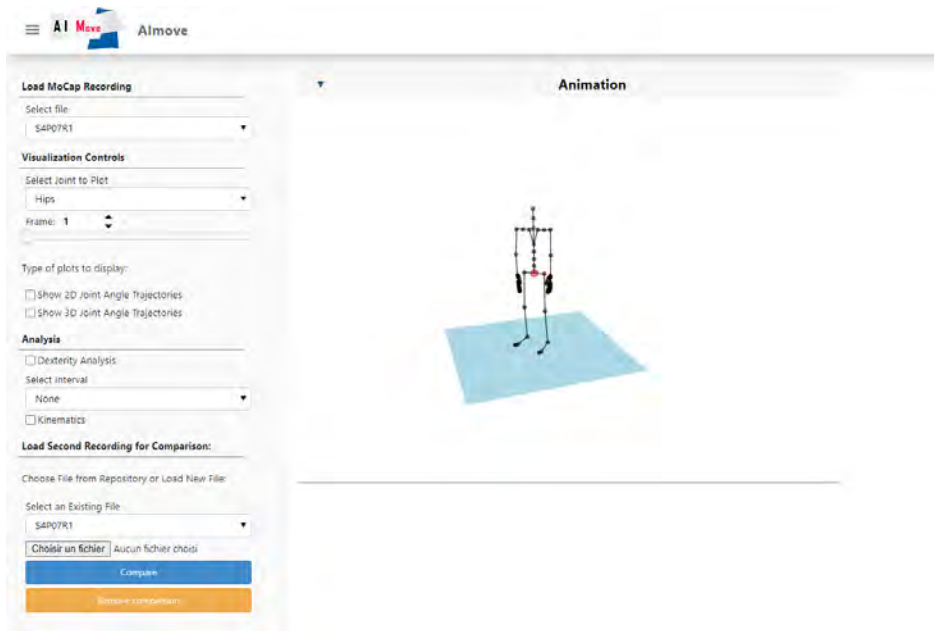 AI Move
AImove
Load MoCap Recording
Select file
S4P07R1
Visualization Controls
Select Joint to Plot
Hips
Frame: 1
Type of plots to display:
Show 2D Joint Angle Trajectories
Show 3D Joint Angle Trajectories
Analysis
Dexterity Analysis
Select Interval
None
Kinematics
Load Second Recording for Comparison:
Choose File from Repository or Load New File:
Select an Existing File
S4P07R1
Choisir un fichier Aucun fichier choisi
Compare
Remove comparison
Animation